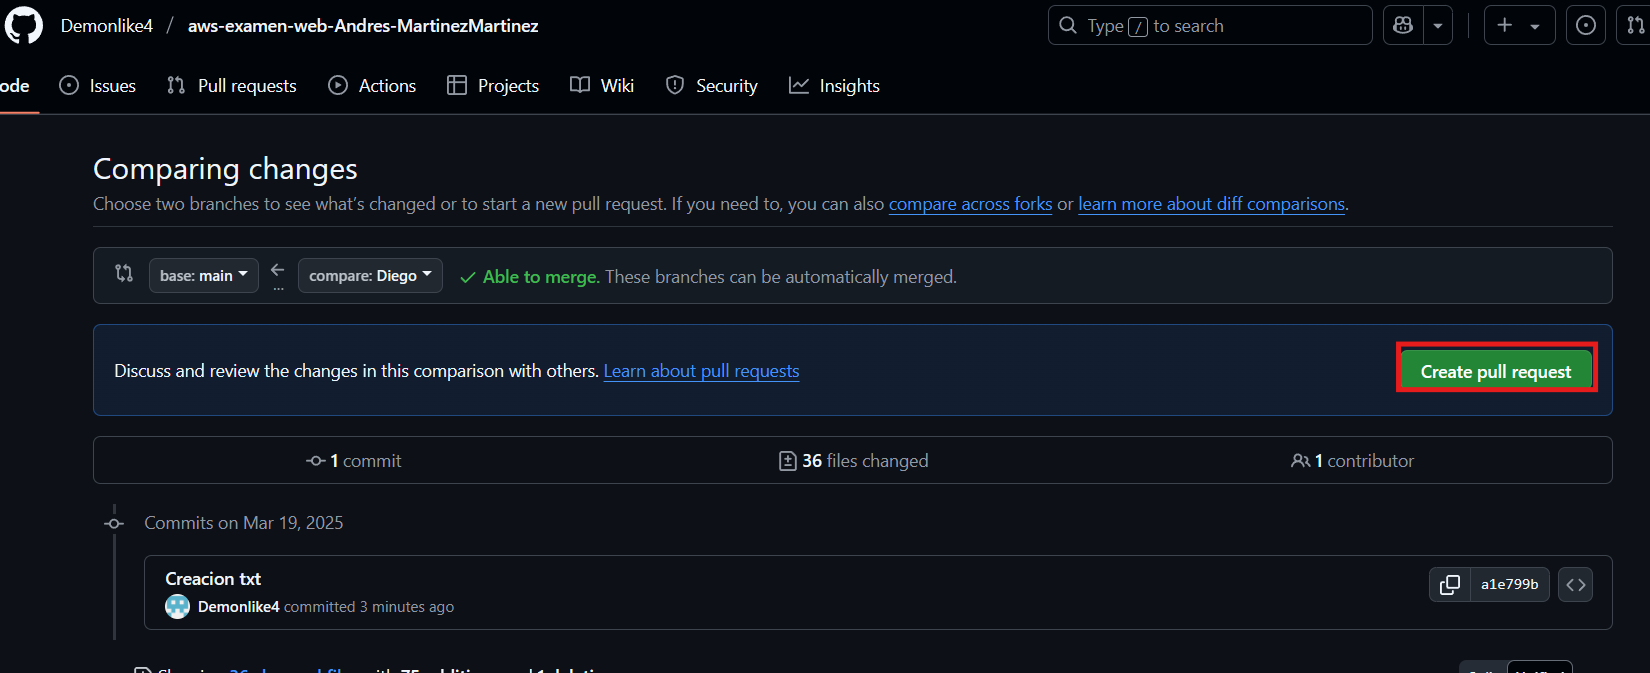 Demonlike4 / aws-examen-web-Andres-MartinezMartinez
Type / to search
ode
Issues
Pull requests
Actions
Projects
Wiki
Security
Insights
Comparing changes
Choose two branches to see what's changed or to start a new pull request. If you need to, you can also compare across forks or learn more about diff comparisons.
base: main
...
compare: Diego
Able to merge. These branches can be automatically merged.
Discuss and review the changes in this comparison with others. Learn about pull requests
Create pull request
1 commit
36 files changed
1 contributor
Commits on Mar 19, 2025
Creacion txt
a1e799b
Demonlike4 committed 3 minutes ago